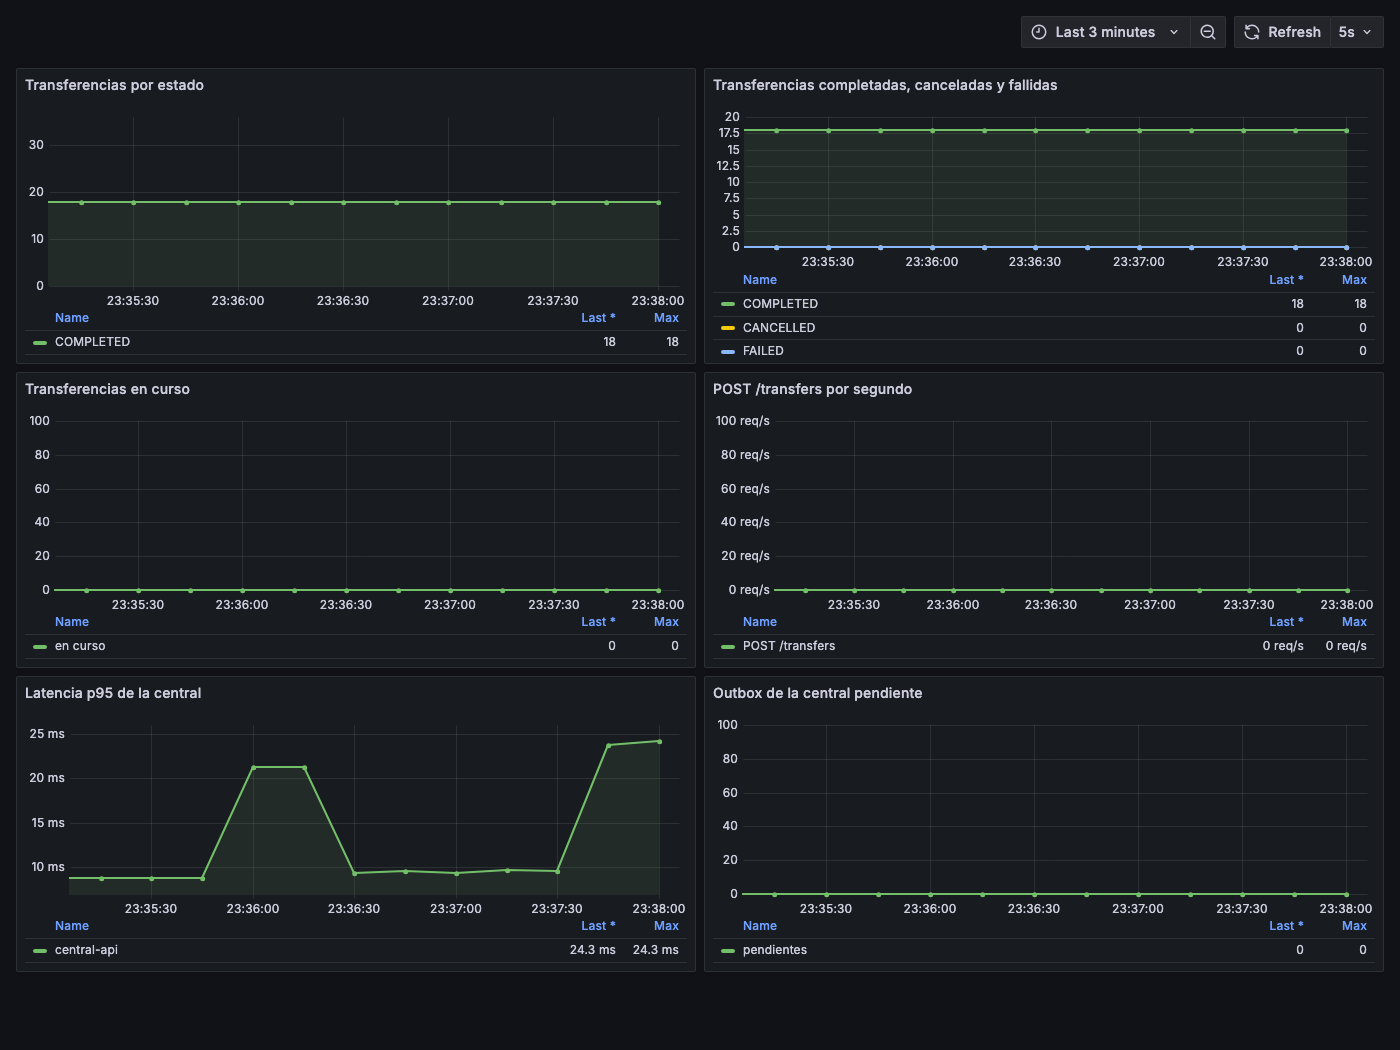 Last 3 minutes
Refresh 5s
Transferencias por estado
30
20
10
0
23:35:30 23:36:00 23:36:30 23:37:00 23:37:30 23:38:00
Name Last * Max
COMPLETED 18 18
Transferencias completadas, canceladas y fallidas
20
17.5
15
12.5
10
7.5
5
2.5
0
23:35:30 23:36:00 23:36:30 23:37:00 23:37:30 23:38:00
Name Last * Max
COMPLETED 18 18
CANCELLED 0 0
FAILED 0 0
Transferencias en curso
100
80
60
40
20
0
23:35:30 23:36:00 23:36:30 23:37:00 23:37:30 23:38:00
Name Last * Max
en curso 0 0
POST /transfers por segundo
100 req/s
80 req/s
60 req/s
40 req/s
20 req/s
0 req/s
23:35:30 23:36:00 23:36:30 23:37:00 23:37:30 23:38:00
Name Last * Max
POST /transfers 0 req/s 0 req/s
Latencia p95 de la central
25 ms
20 ms
15 ms
10 ms
23:35:30 23:36:00 23:36:30 23:37:00 23:37:30 23:38:00
Name Last * Max
central-api 24.3 ms 24.3 ms
Outbox de la central pendiente
100
80
60
40
20
0
23:35:30 23:36:00 23:36:30 23:37:00 23:37:30 23:38:00
Name Last * Max
pendientes 0 0